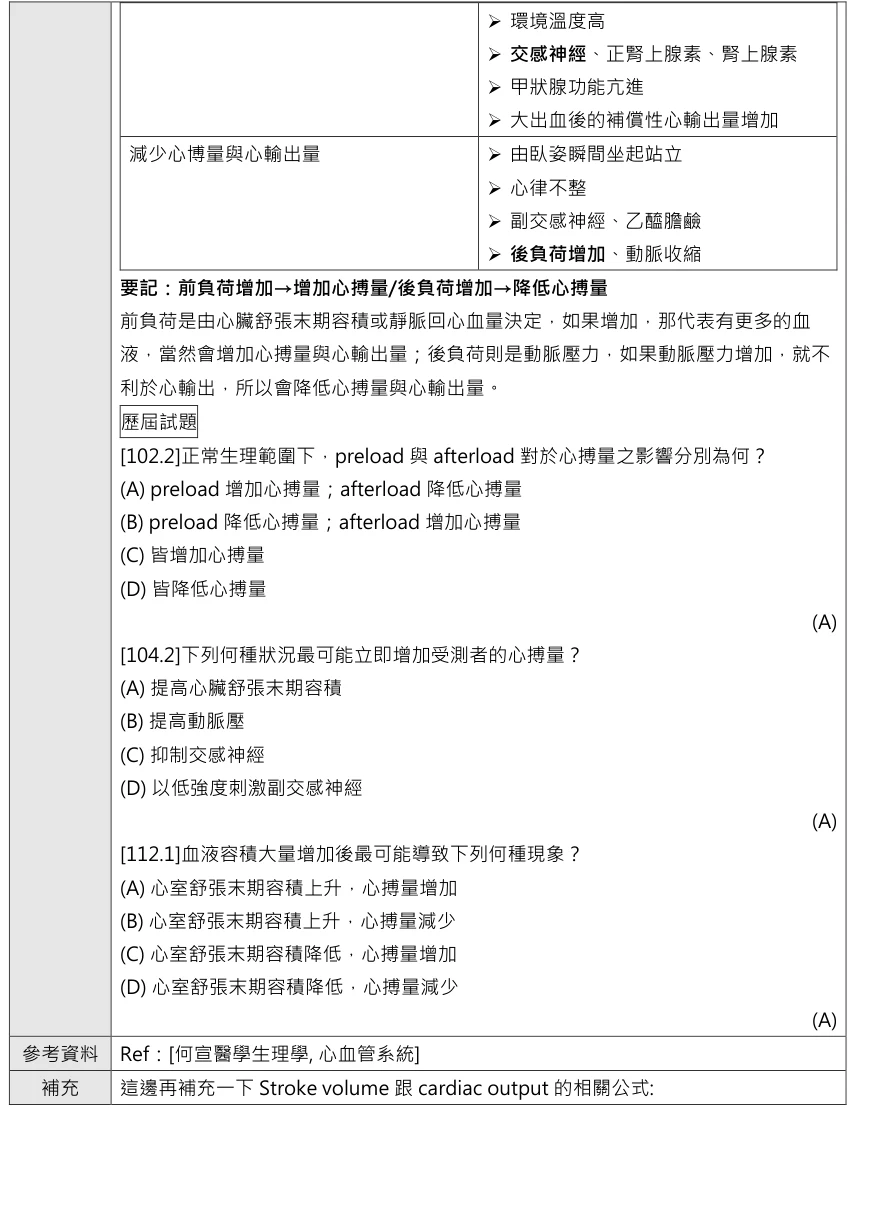 ➢ 環境溫度高
➢ 交感神經、正腎上腺素、腎上腺素
➢ 甲狀腺功能亢進
➢ 大出血後的補償性心輸出量增加
減少心博量與心輸出量
➢ 由臥姿瞬間坐起站立
➢ 心律不整
➢ 副交感神經、乙醯膽鹼
➢ 後負荷增加、動脈收縮
要記：前負荷增加→增加心搏量/後負荷增加→降低心搏量
前負荷是由心臟舒張末期容積或靜脈回心血量決定，如果增加，那代表有更多的血
液，當然會增加心搏量與心輸出量；後負荷則是動脈壓力，如果動脈壓力增加，就不
利於心輸出，所以會降低心搏量與心輸出量。
歷屆試題
[102.2]正常生理範圍下，preload 與 afterload 對於心搏量之影響分別為何？
(A) preload 增加心搏量；afterload 降低心搏量
(B) preload 降低心搏量；afterload 增加心搏量
(C) 皆增加心搏量
(D) 皆降低心搏量
(A)
[104.2]下列何種狀況最可能立即增加受測者的心搏量？
(A) 提高心臟舒張末期容積
(B) 提高動脈壓
(C) 抑制交感神經
(D) 以低強度刺激副交感神經
(A)
[112.1]血液容積大量增加後最可能導致下列何種現象？
(A) 心室舒張末期容積上升，心搏量增加
(B) 心室舒張末期容積上升，心搏量減少
(C) 心室舒張末期容積降低，心搏量增加
(D) 心室舒張末期容積降低，心搏量減少
(A)
參考資料 Ref：[何宣醫學生理學, 心血管系統]
補充 這邊再補充一下 Stroke volume 跟 cardiac output 的相關公式: